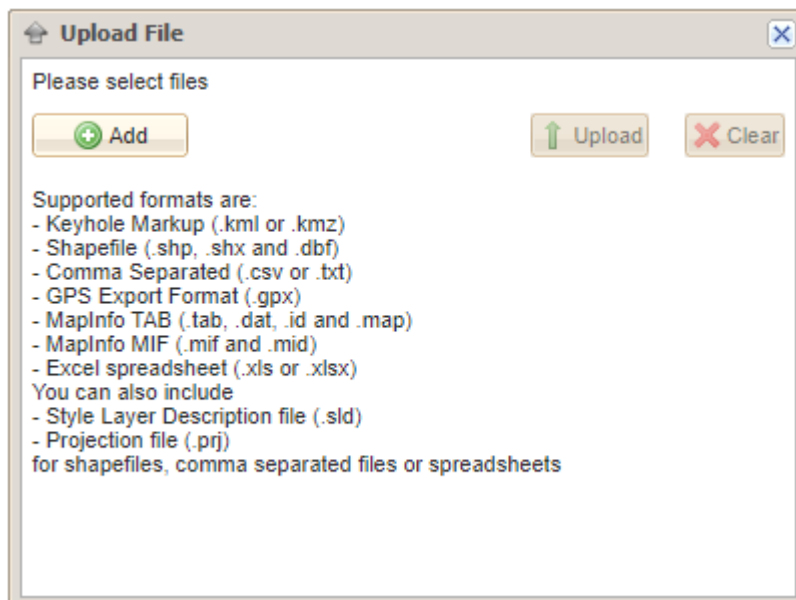 Upload File
Please select files
Add
Upload
Clear
Supported formats are:
- Keyhole Markup (.kml or .kmz)
- Shapefile (.shp, .shx and .dbf)
- Comma Separated (.csv or .txt)
- GPS Export Format (.gpx)
- MapInfo TAB (.tab, .dat, .id and .map)
- MapInfo MIF (.mif and .mid)
- Excel spreadsheet (.xls or .xlsx)
You can also include
- Style Layer Description file (.sld)
- Projection file (.prj)
for shapefiles, comma separated files or spreadsheets